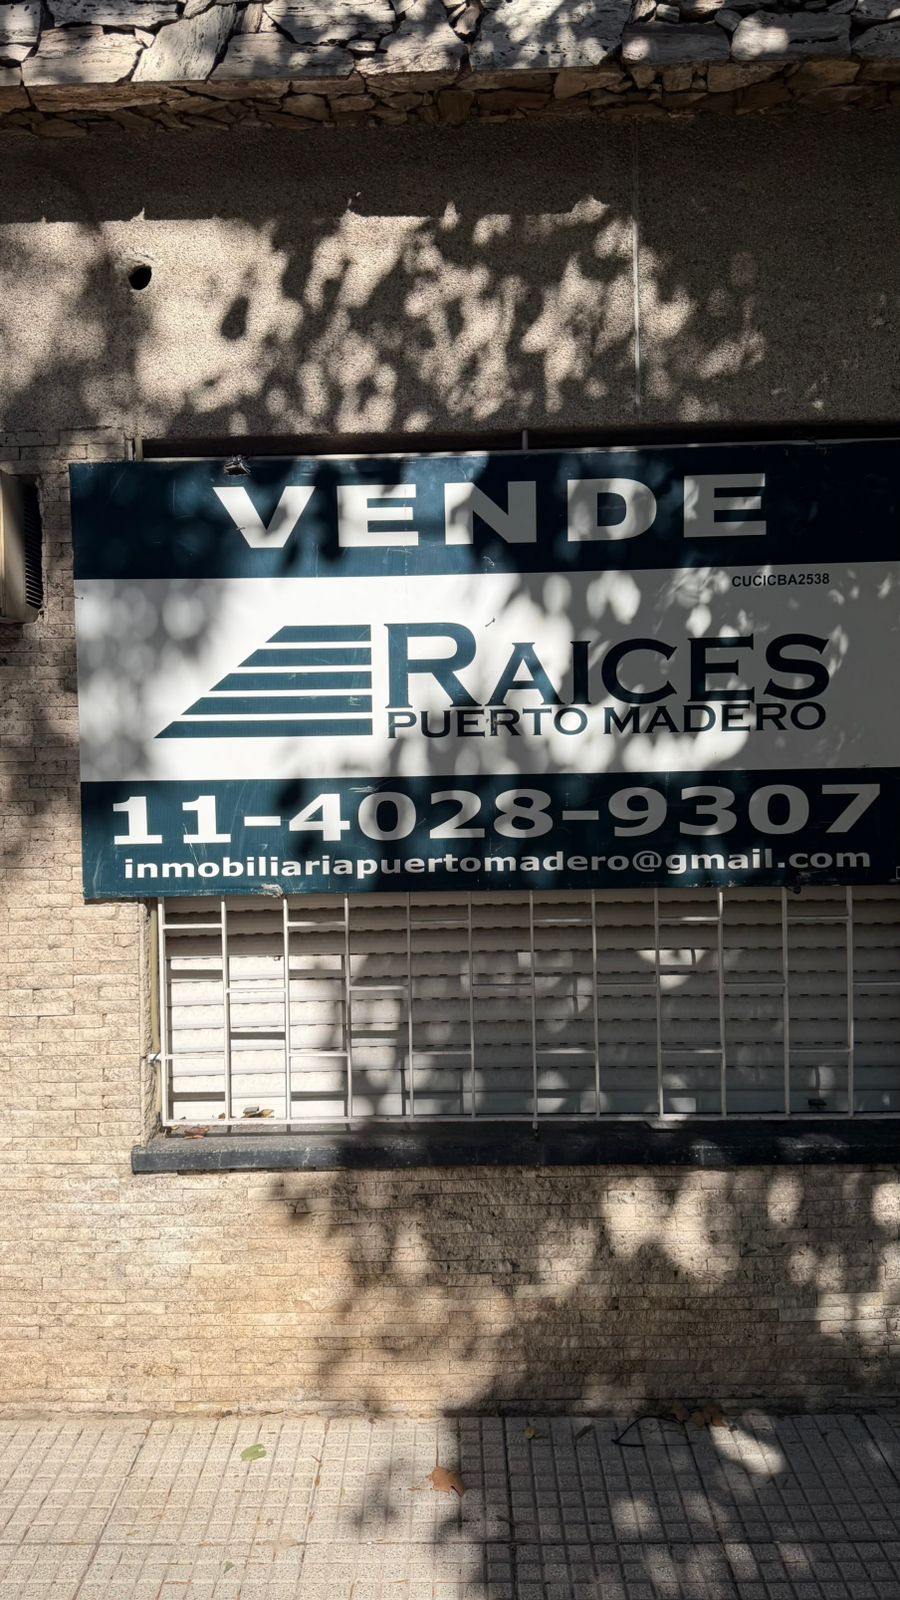 VENDE
CUCICBA2538
RAICES
PUERTO MADERO
11-4028-9307
inmobiliariapuertomadero@gmail.com